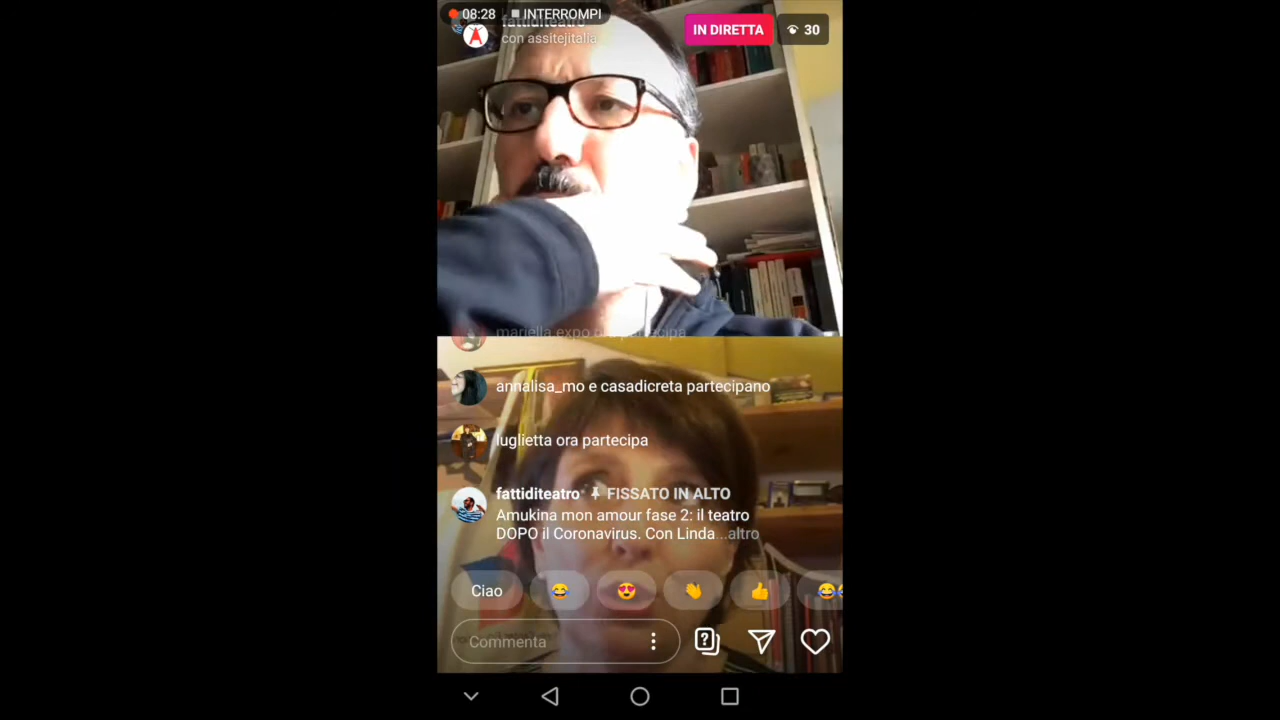 08:28 INTERROMPI
fattiditeatro
con assitejitalia
IN DIRETTA
30
annalisa_mo e casadicreta partecipano
luglietta ora partecipa
fattiditeatro FISSATO IN ALTO
Amukina mon amour fase 2: il teatro
DOPO il Coronavirus. Con Linda...altro
Ciao
Commenta